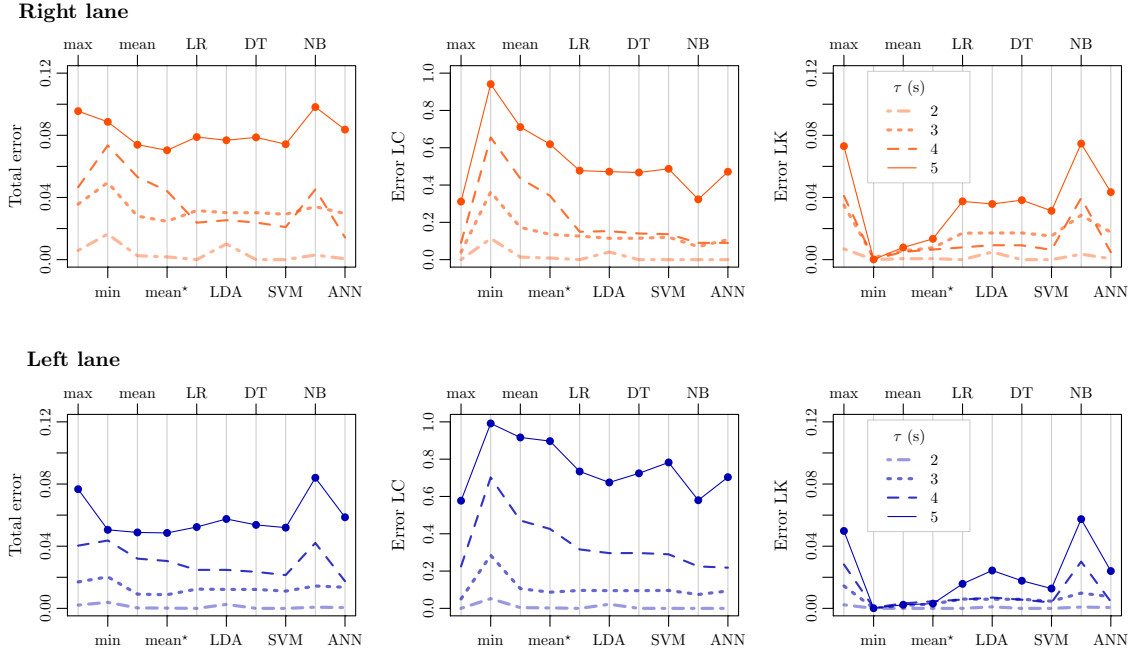 Right lane
max mean LR DT NB
Total error
0.00 0.04 0.08 0.12
min mean⋆ LDA SVM ANN
max mean LR DT NB
Error LC
0.0 0.2 0.4 0.6 0.8 1.0
min mean⋆ LDA SVM ANN
max mean LR DT NB
Error LK
0.00 0.04 0.08 0.12
τ (s)
2
3
4
5
min mean⋆ LDA SVM ANN
Left lane
max mean LR DT NB
Total error
0.00 0.04 0.08 0.12
min mean⋆ LDA SVM ANN
max mean LR DT NB
Error LC
0.0 0.2 0.4 0.6 0.8 1.0
min mean⋆ LDA SVM ANN
max mean LR DT NB
Error LK
0.00 0.04 0.08 0.12
τ (s)
2
3
4
5
min mean⋆ LDA SVM ANN